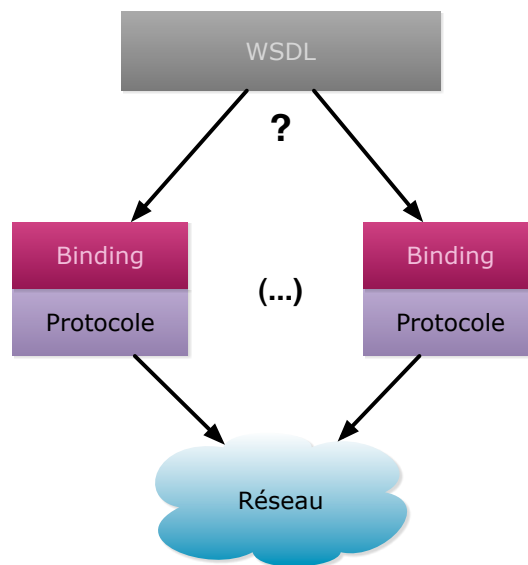 WSDL
?
Binding
Binding
(...)
Protocole
Protocole
Réseau